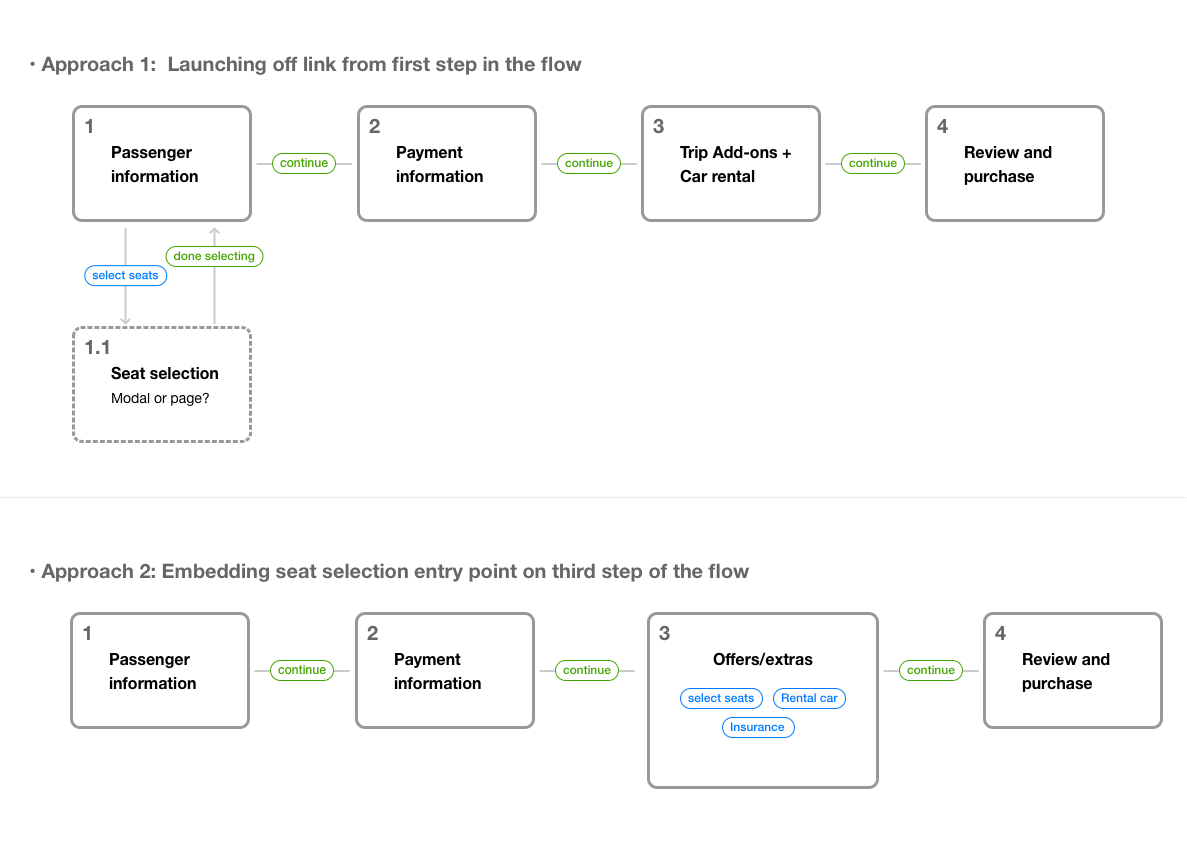 • Approach 1:  Launching off link from first step in the flow
1
Passenger
information
continue
2
Payment
information
continue
3
Trip Add-ons +
Car rental
continue
4
Review and
purchase
done selecting
select seats
1.1
Seat selection
Modal or page?
• Approach 2: Embedding seat selection entry point on third step of the flow
1
Passenger
information
continue
2
Payment
information
continue
3
Offers/extras
select seats
Rental car
Insurance
continue
4
Review and
purchase